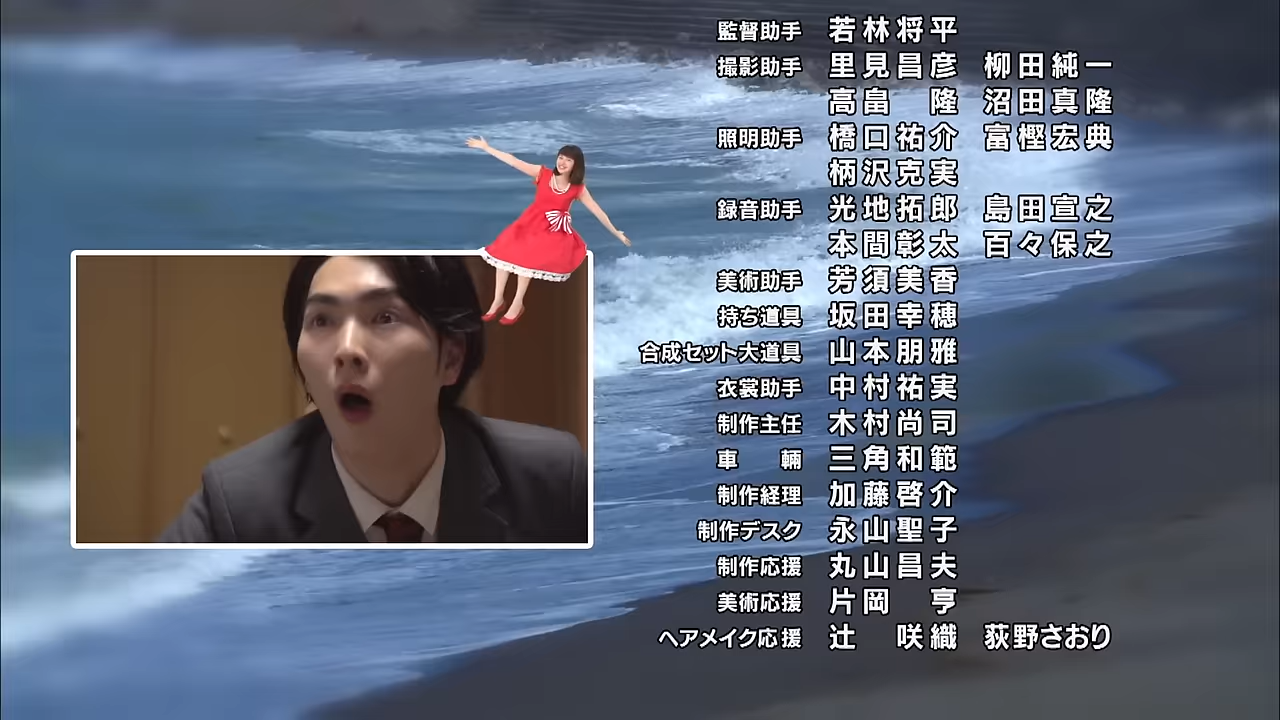 監督助手 若林将平
撮影助手 里見昌彦 柳田純一
高畠 隆 沼田真隆
照明助手 橋口祐介 富樫宏典
柄沢克実
録音助手 光地拓郎 島田宣之
本間彰太 百々保之
美術助手 芳須美香
持ち道具 坂田幸穂
合成セット大道具 山本朋雅
衣裳助手 中村祐実
制作主任 木村尚司
車 輛 三角和範
制作経理 加藤啓介
制作デスク 永山聖子
制作応援 丸山昌夫
美術応援 片岡 亨
ヘアメイク応援 辻 咲織 荻野さおり